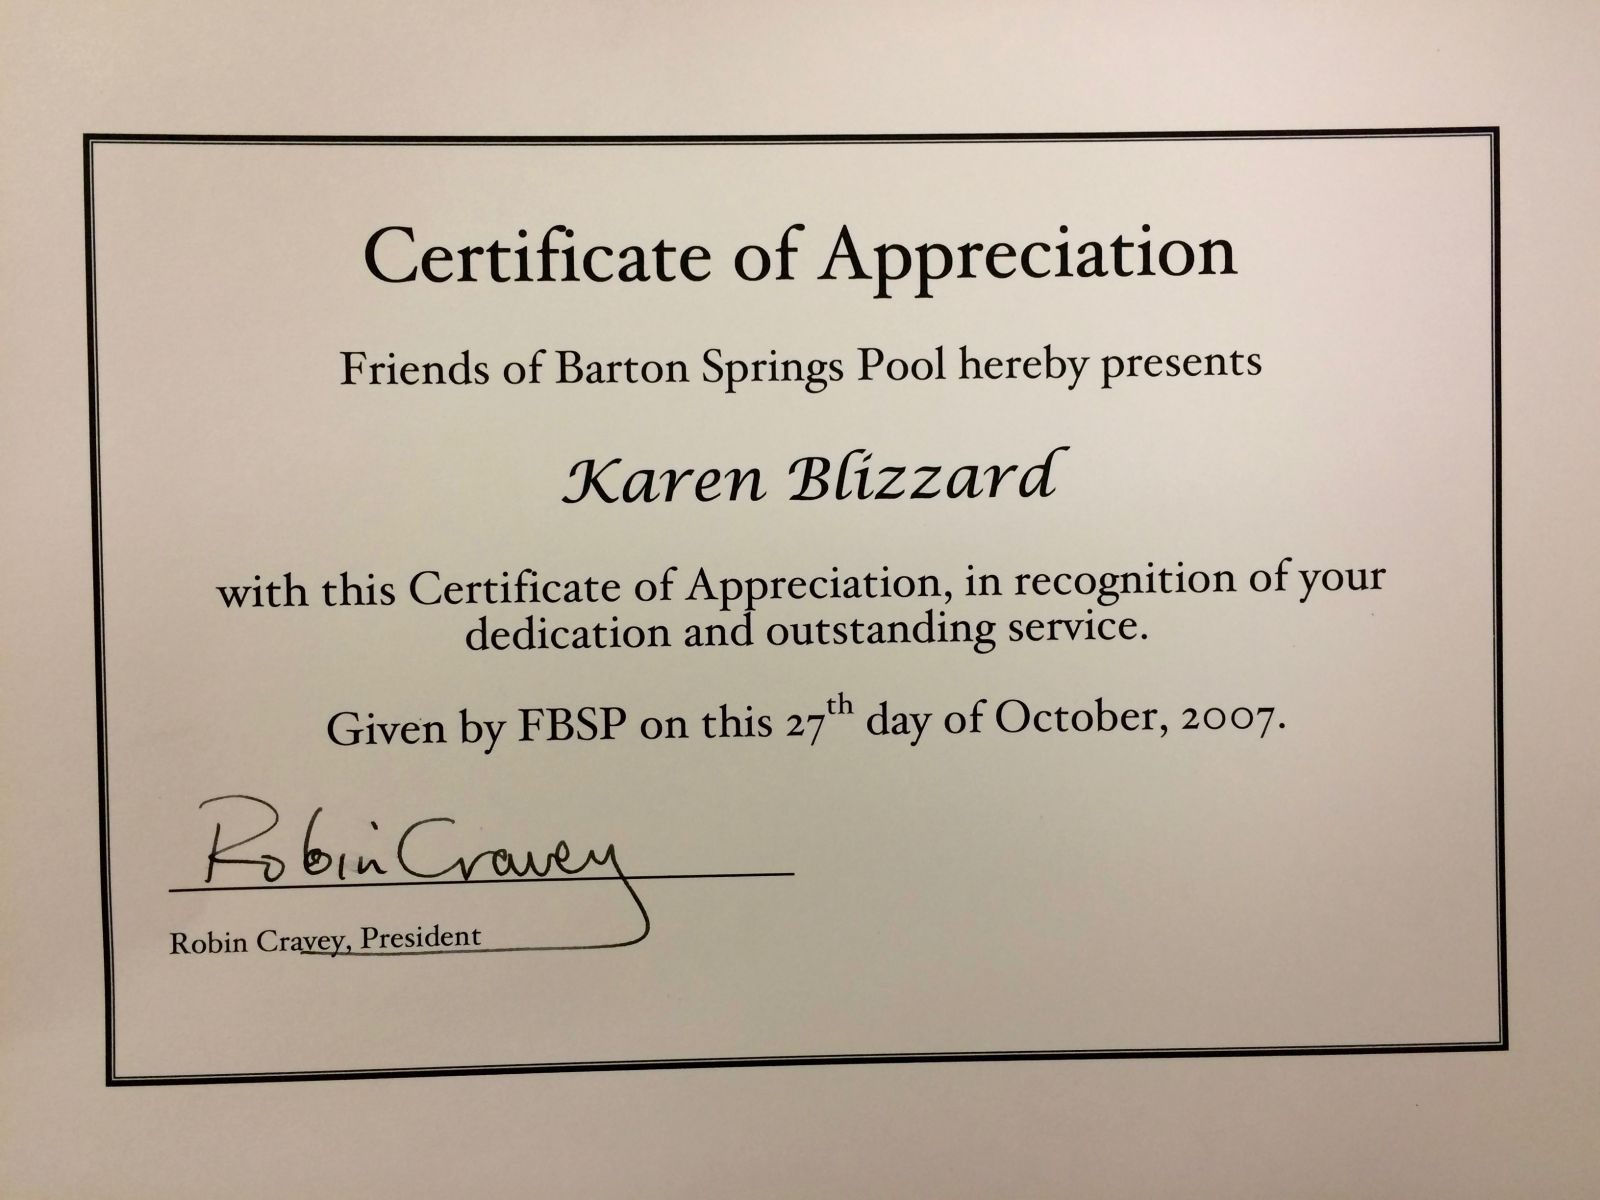 Certificate of Appreciation
Friends of Barton Springs Pool hereby presents
Karen Blizzard
with this Certificate of Appreciation, in recognition of your
dedication and outstanding service.
Given by FBSP on this 27th day of October, 2007.
Robin Cravey
Robin Cravey, President